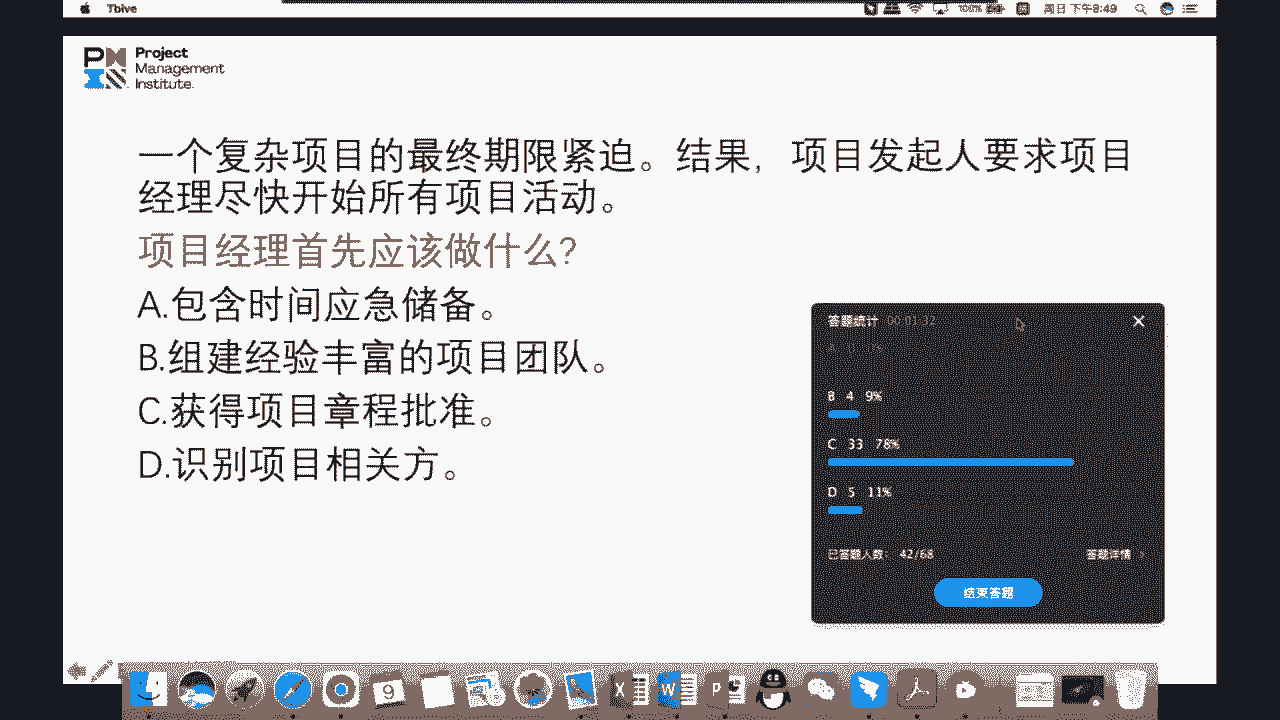 Tbive
100%
周日 下午8:49
Project
Management
Institute.
一个复杂项目的最终期限紧迫。结果，项目发起人要求项目
经理尽快开始所有项目活动。
项目经理首先应该做什么?
A.包含时间应急储备。
B.组建经验丰富的项目团队。
C.获得项目章程批准。
D.识别项目相关方。
答题统计 00:01:32
B 4 9%
C 33 78%
D 5 11%
已答题人数: 42/68
答题详情 >
结束答题
9
X
W
P